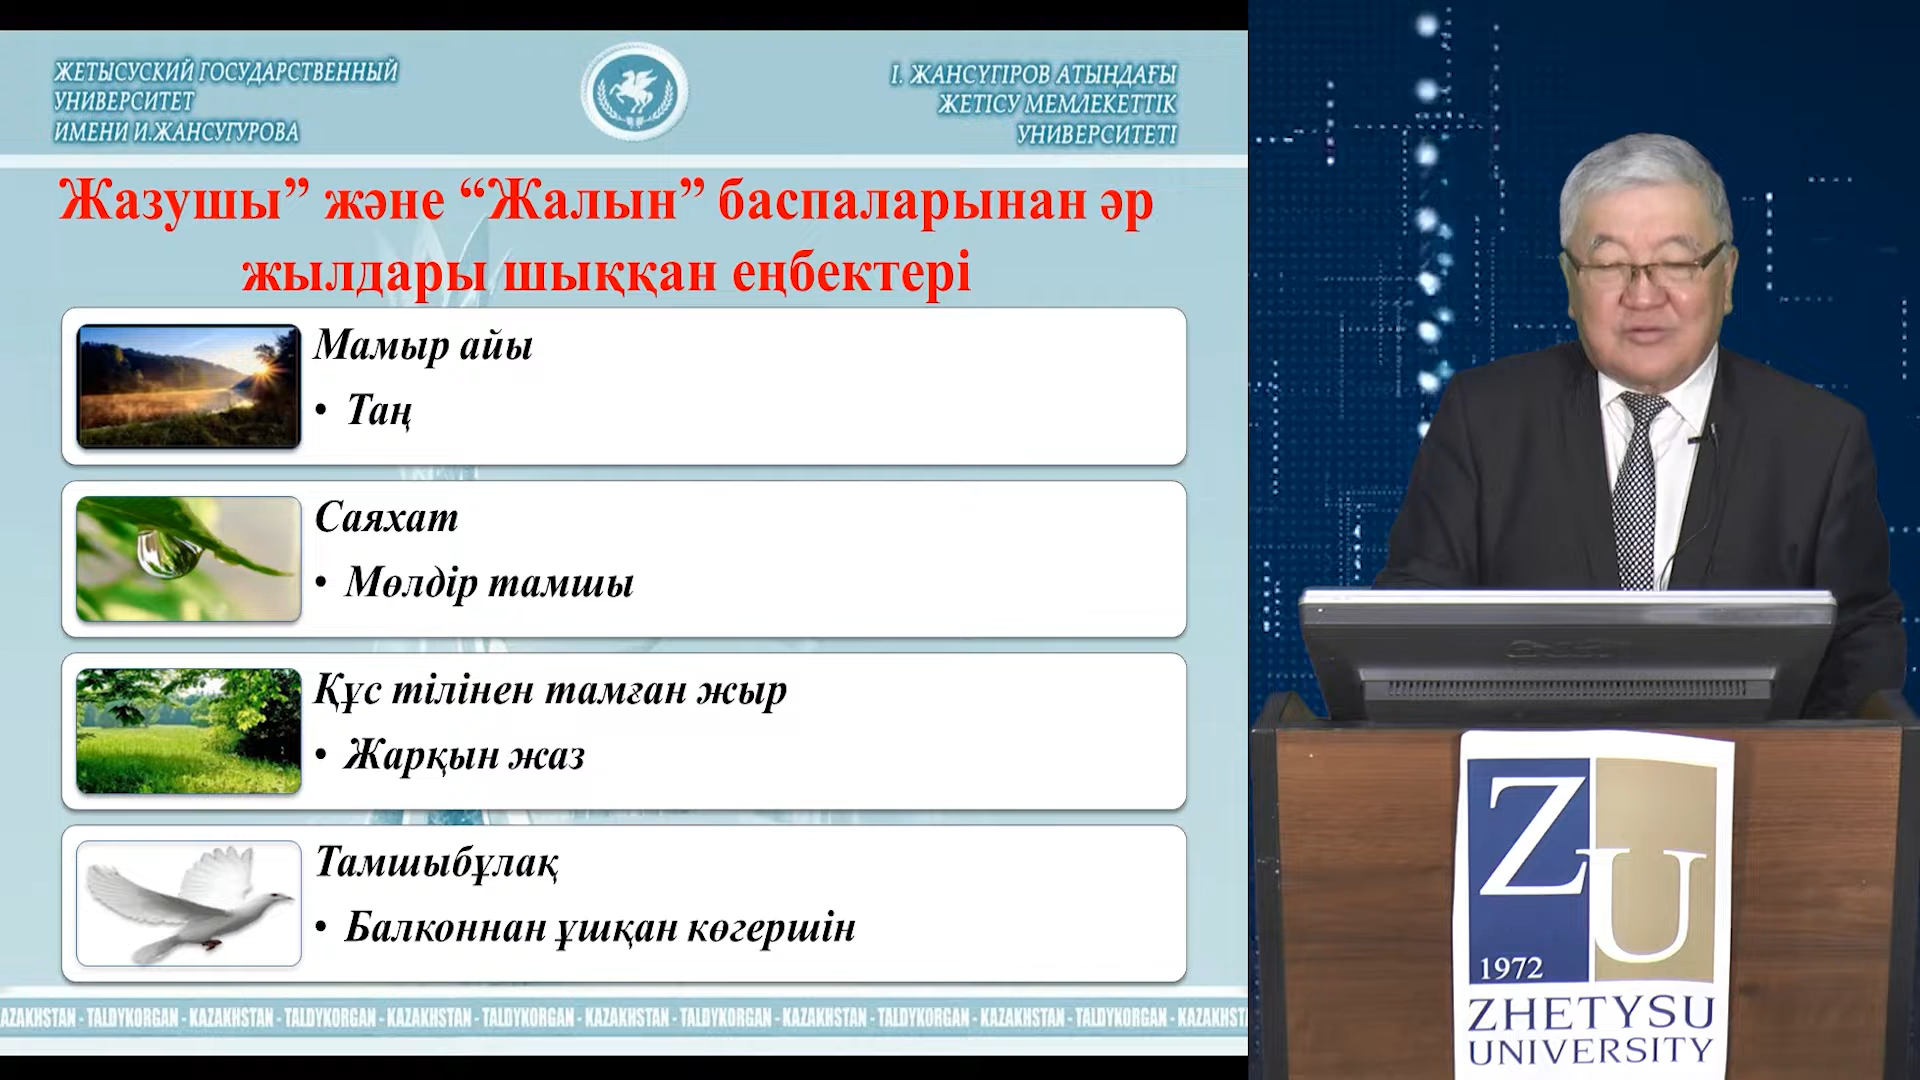 ЖЕТЫСУСКИЙ ГОСУДАРСТВЕННЫЙ
УНИВЕРСИТЕТ
ИМЕНИ И.ЖАНСУГУРОВА
І. ЖАНСҮГІРОВ АТЫНДАҒЫ
ЖЕТІСУ МЕМЛЕКЕТТІК
УНИВЕРСИТЕТІ
Жазушы” және “Жалын” баспаларынан әр
жылдары шыққан еңбектері
Мамыр айы
• Таң
Саяхат
• Мөлдір тамшы
Құс тілінен тамған жыр
• Жарқын жаз
Тамшыбұлақ
• Балконнан ұшқан көгершін
AZAKHSTAN - TALDYKORGAN - KAZAKHSTAN - TALDYKORGAN - KAZAKHSTAN - TALDYKORGAN - KAZAKHSTAN - TALDYKORGAN - KAZAKHSTAN - TALDYKORGAN - KAZAKHSTAN - TALDYKORGAN - KAZAKHST
ZU
1972
ZHETYSU
UNIVERSITY